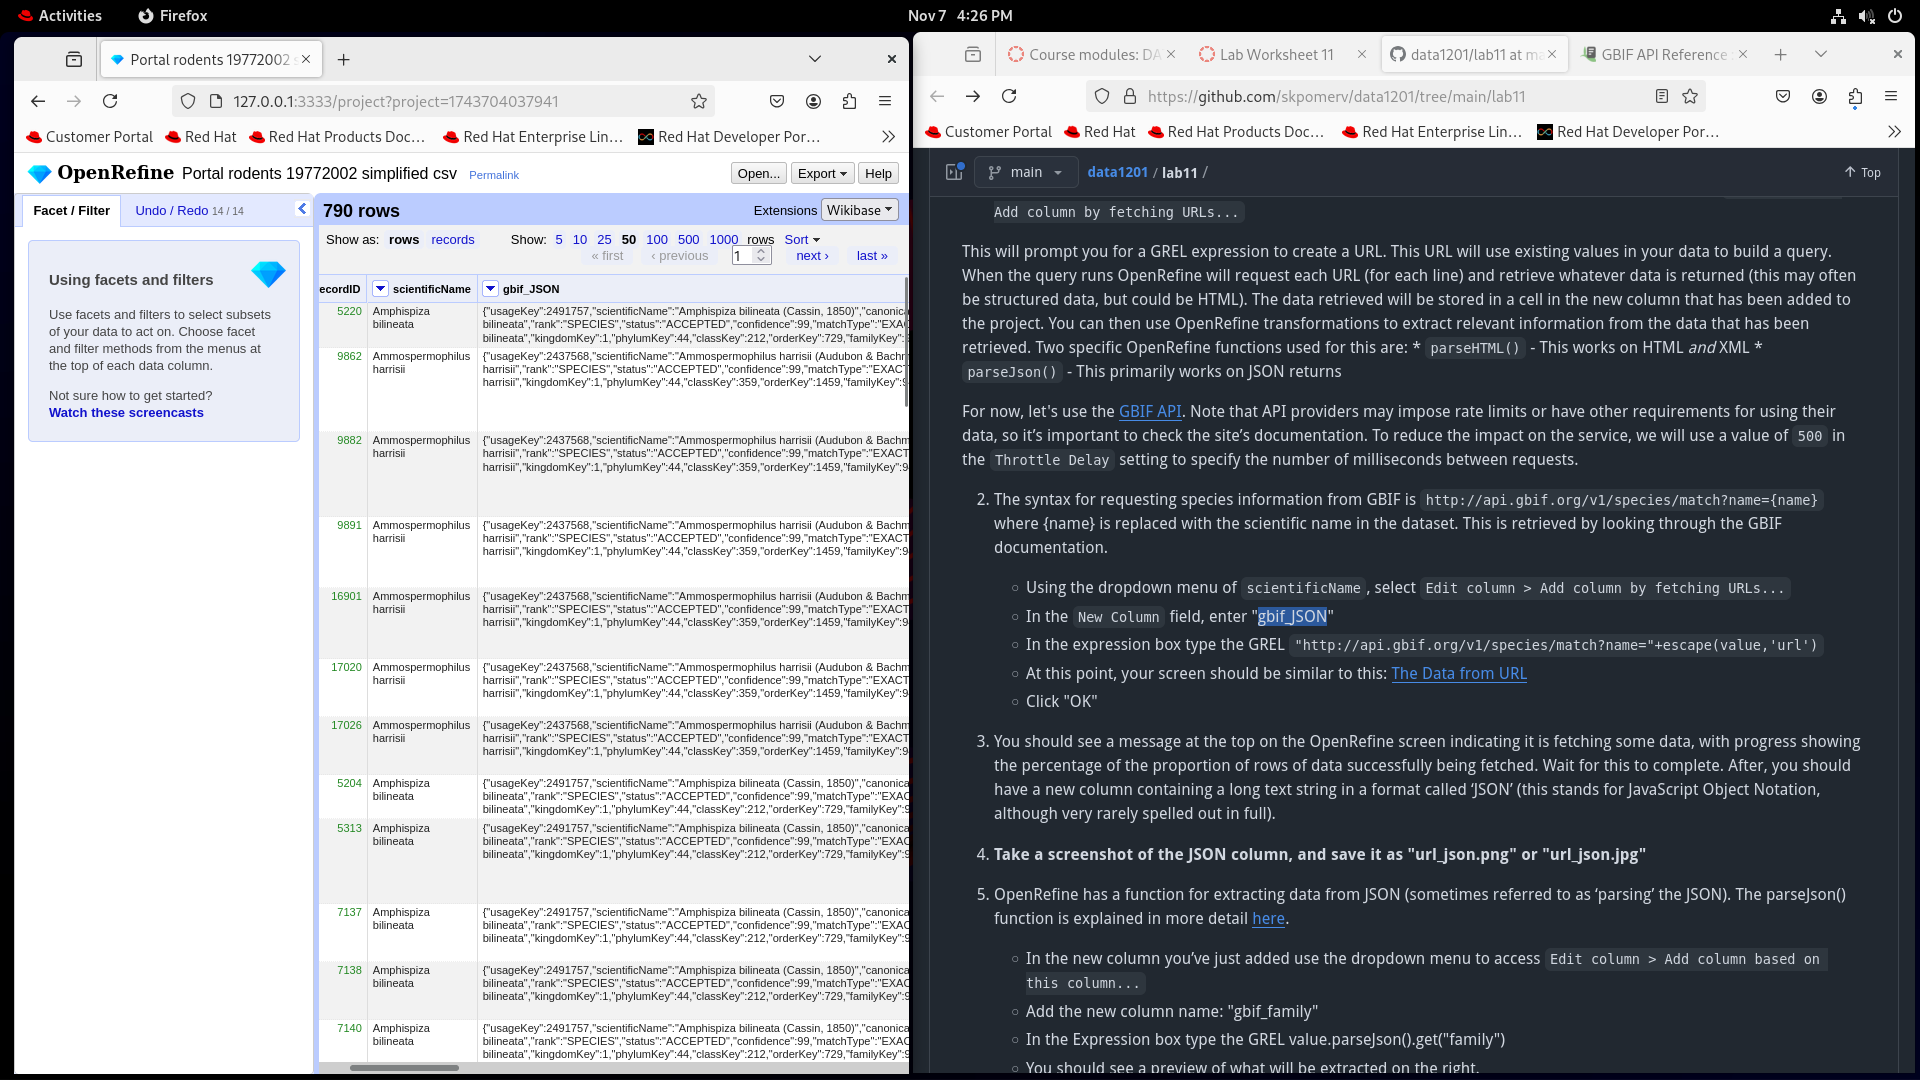 Activities
Firefox
Nov 7 4:26 PM
Portal rodents 19772002 s
127.0.0.1:3333/project?project=1743704037941
Customer Portal
Red Hat
Red Hat Products Doc…
Red Hat Enterprise Lin…
Red Hat Developer Por…
OpenRefine
Portal rodents 19772002 simplified csv
Permalink
Open...
Export
Help
Facet / Filter
Undo / Redo 14 / 14
790 rows
Extensions
Wikibase
Show as: rows records
Show: 5 10 25 50 100 500 1000 rows
Sort
« first
‹ previous
1
next ›
last »
Using facets and filters
Use facets and filters to select subsets
of your data to act on. Choose facet
and filter methods from the menus at
the top of each data column.
Not sure how to get started?
Watch these screencasts
ecordID
scientificName
gbif_JSON
5220
Amphispiza
bilineata
{"usageKey":2491757,"scientificName":"Amphispiza bilineata (Cassin, 1850)","canonica
bilineata","rank":"SPECIES","status":"ACCEPTED","confidence":99,"matchType":"EXAC
bilineata","kingdomKey":1,"phylumKey":44,"classKey":212,"orderKey":729,"familyKey":
9862
Ammospermophilus
harrisii
{"usageKey":2437568,"scientificName":"Ammospermophilus harrisii (Audubon & Bachm
harrisii","rank":"SPECIES","status":"ACCEPTED","confidence":99,"matchType":"EXACT
harrisii","kingdomKey":1,"phylumKey":44,"classKey":359,"orderKey":1459,"familyKey":9
9882
Ammospermophilus
harrisii
{"usageKey":2437568,"scientificName":"Ammospermophilus harrisii (Audubon & Bachm
harrisii","rank":"SPECIES","status":"ACCEPTED","confidence":99,"matchType":"EXACT
harrisii","kingdomKey":1,"phylumKey":44,"classKey":359,"orderKey":1459,"familyKey":9
9891
Ammospermophilus
harrisii
{"usageKey":2437568,"scientificName":"Ammospermophilus harrisii (Audubon & Bachm
harrisii","rank":"SPECIES","status":"ACCEPTED","confidence":99,"matchType":"EXACT
harrisii","kingdomKey":1,"phylumKey":44,"classKey":359,"orderKey":1459,"familyKey":9
16901
Ammospermophilus
harrisii
{"usageKey":2437568,"scientificName":"Ammospermophilus harrisii (Audubon & Bachm
harrisii","rank":"SPECIES","status":"ACCEPTED","confidence":99,"matchType":"EXACT
harrisii","kingdomKey":1,"phylumKey":44,"classKey":359,"orderKey":1459,"familyKey":9
17020
Ammospermophilus
harrisii
{"usageKey":2437568,"scientificName":"Ammospermophilus harrisii (Audubon & Bachm
harrisii","rank":"SPECIES","status":"ACCEPTED","confidence":99,"matchType":"EXACT
harrisii","kingdomKey":1,"phylumKey":44,"classKey":359,"orderKey":1459,"familyKey":9
17026
Ammospermophilus
harrisii
{"usageKey":2437568,"scientificName":"Ammospermophilus harrisii (Audubon & Bachm
harrisii","rank":"SPECIES","status":"ACCEPTED","confidence":99,"matchType":"EXACT
harrisii","kingdomKey":1,"phylumKey":44,"classKey":359,"orderKey":1459,"familyKey":9
5204
Amphispiza
bilineata
{"usageKey":2491757,"scientificName":"Amphispiza bilineata (Cassin, 1850)","canonica
bilineata","rank":"SPECIES","status":"ACCEPTED","confidence":99,"matchType":"EXAC
bilineata","kingdomKey":1,"phylumKey":44,"classKey":212,"orderKey":729,"familyKey":9
5313
Amphispiza
bilineata
{"usageKey":2491757,"scientificName":"Amphispiza bilineata (Cassin, 1850)","canonica
bilineata","rank":"SPECIES","status":"ACCEPTED","confidence":99,"matchType":"EXAC
bilineata","kingdomKey":1,"phylumKey":44,"classKey":212,"orderKey":729,"familyKey":9
7137
Amphispiza
bilineata
{"usageKey":2491757,"scientificName":"Amphispiza bilineata (Cassin, 1850)","canonica
bilineata","rank":"SPECIES","status":"ACCEPTED","confidence":99,"matchType":"EXAC
bilineata","kingdomKey":1,"phylumKey":44,"classKey":212,"orderKey":729,"familyKey":9
7138
Amphispiza
bilineata
{"usageKey":2491757,"scientificName":"Amphispiza bilineata (Cassin, 1850)","canonica
bilineata","rank":"SPECIES","status":"ACCEPTED","confidence":99,"matchType":"EXAC
bilineata","kingdomKey":1,"phylumKey":44,"classKey":212,"orderKey":729,"familyKey":9
7140
Amphispiza
bilineata
{"usageKey":2491757,"scientificName":"Amphispiza bilineata (Cassin, 1850)","canonica
bilineata","rank":"SPECIES","status":"ACCEPTED","confidence":99,"matchType":"EXAC
bilineata","kingdomKey":1,"phylumKey":44,"classKey":212,"orderKey":729,"familyKey":9
Course modules: DA
Lab Worksheet 11
data1201/lab11 at ma
GBIF API Reference :
https://github.com/skpomerv/data1201/tree/main/lab11
Customer Portal
Red Hat
Red Hat Products Doc…
Red Hat Enterprise Lin…
Red Hat Developer Por…
main
data1201 / lab11 /
Top
Add column by fetching URLs...
This will prompt you for a GREL expression to create a URL. This URL will use existing values in your data to build a query.
When the query runs OpenRefine will request each URL (for each line) and retrieve whatever data is returned (this may often
be structured data, but could be HTML). The data retrieved will be stored in a cell in the new column that has been added to
the project. You can then use OpenRefine transformations to extract relevant information from the data that has been
retrieved. Two specific OpenRefine functions used for this are: * parseHTML() - This works on HTML and XML *
parseJson() - This primarily works on JSON returns
For now, let's use the GBIF API. Note that API providers may impose rate limits or have other requirements for using their
data, so it’s important to check the site’s documentation. To reduce the impact on the service, we will use a value of 500 in
the Throttle Delay setting to specify the number of milliseconds between requests.
2. The syntax for requesting species information from GBIF is http://api.gbif.org/v1/species/match?name={name}
where {name} is replaced with the scientific name in the dataset. This is retrieved by looking through the GBIF
documentation.
Using the dropdown menu of scientificName , select Edit column > Add column by fetching URLs...
In the New Column field, enter "gbif_JSON"
In the expression box type the GREL "http://api.gbif.org/v1/species/match?name="+escape(value,'url')
At this point, your screen should be similar to this: The Data from URL
Click "OK"
3. You should see a message at the top on the OpenRefine screen indicating it is fetching some data, with progress showing
the percentage of the proportion of rows of data successfully being fetched. Wait for this to complete. After, you should
have a new column containing a long text string in a format called ‘JSON’ (this stands for JavaScript Object Notation,
although very rarely spelled out in full).
4. Take a screenshot of the JSON column, and save it as "url_json.png" or "url_json.jpg"
5. OpenRefine has a function for extracting data from JSON (sometimes referred to as ‘parsing’ the JSON). The parseJson()
function is explained in more detail here.
In the new column you’ve just added use the dropdown menu to access Edit column > Add column based on
this column...
Add the new column name: "gbif_family"
In the Expression box type the GREL value.parseJson().get("family")
You should see a preview of what will be extracted on the right.